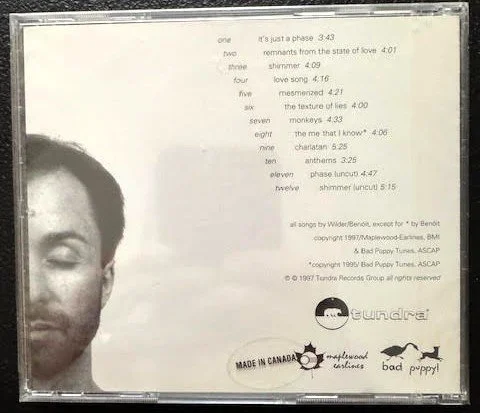 one it's just a phase 3:43
two remnants from the state of love 4:01
three shimmer 4:09
four love song 4:16
five mesmerized 4:21
six the texture of lies 4:00
seven monkeys 4:33
eight the me that I know* 4:06
nine charlatan 5:25
ten anthems 3:25
eleven phase (uncut) 4:47
twelve shimmer (uncut) 5:15
all songs by Wilder/Benoit, except for * by Benoit
copyright 1997/Maplewood-Earlines, BMI
& Bad Puppy Tunes, ASCAP
*copyright 1995/ Bad Puppy Tunes, ASCAP
℗ © 1997 Tundra Records Group all rights reserved
tundra
MADE IN CANADA
maplewood
earlines
bad puppy!